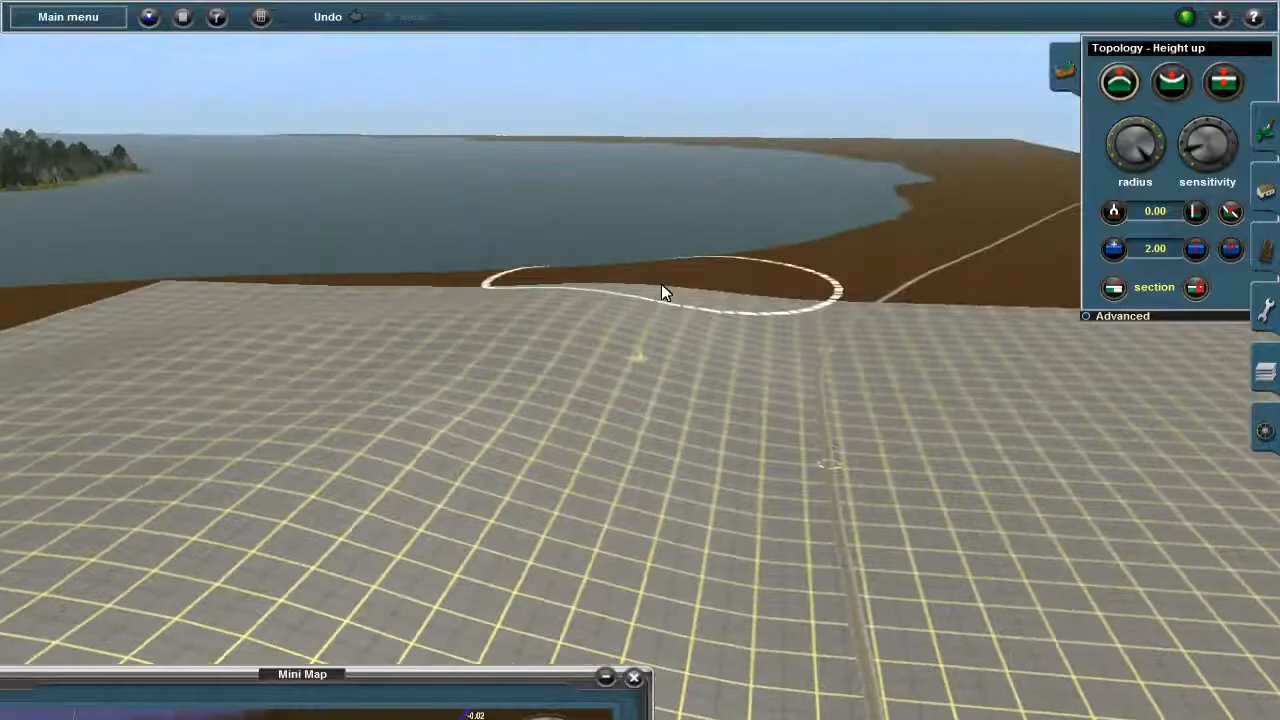 Main menu
Undo
Topology - Height up
radius
sensitivity
0.00
2.00
section
Advanced
Mini Map
-0.02